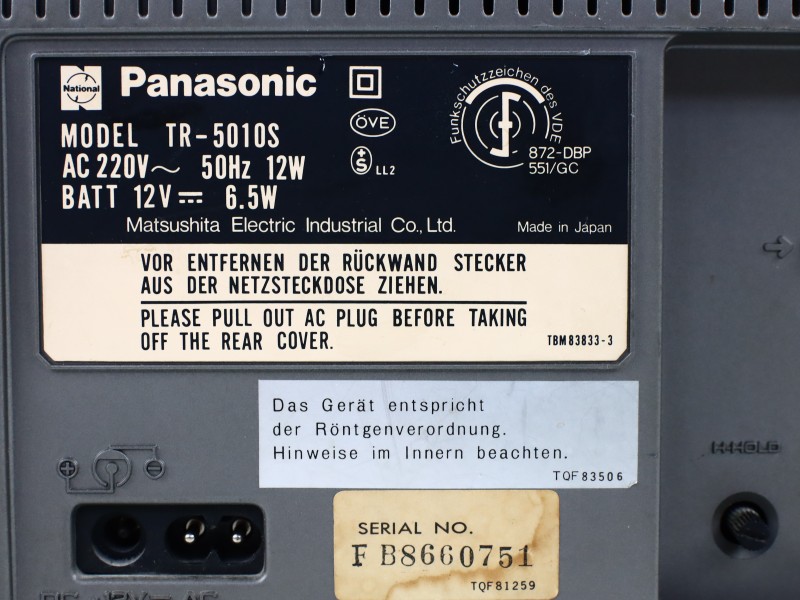 National
Panasonic
MODEL TR-5010S
AC 220V~ 50Hz 12W
BATT 12V⎓ 6.5W
ÖVE
S LL2
Funkschutzzeichen des VDE
872-DBP
551/GC
Matsushita Electric Industrial Co., Ltd. Made in Japan
VOR ENTFERNEN DER RÜCKWAND STECKER
AUS DER NETZSTECKDOSE ZIEHEN.
PLEASE PULL OUT AC PLUG BEFORE TAKING
OFF THE REAR COVER.
TBM83833-3
Das Gerät entspricht
der Röntgenverordnung.
Hinweise im Innern beachten.
TQF83506
H-HOLD
SERIAL NO.
F B8660751
TQF81259